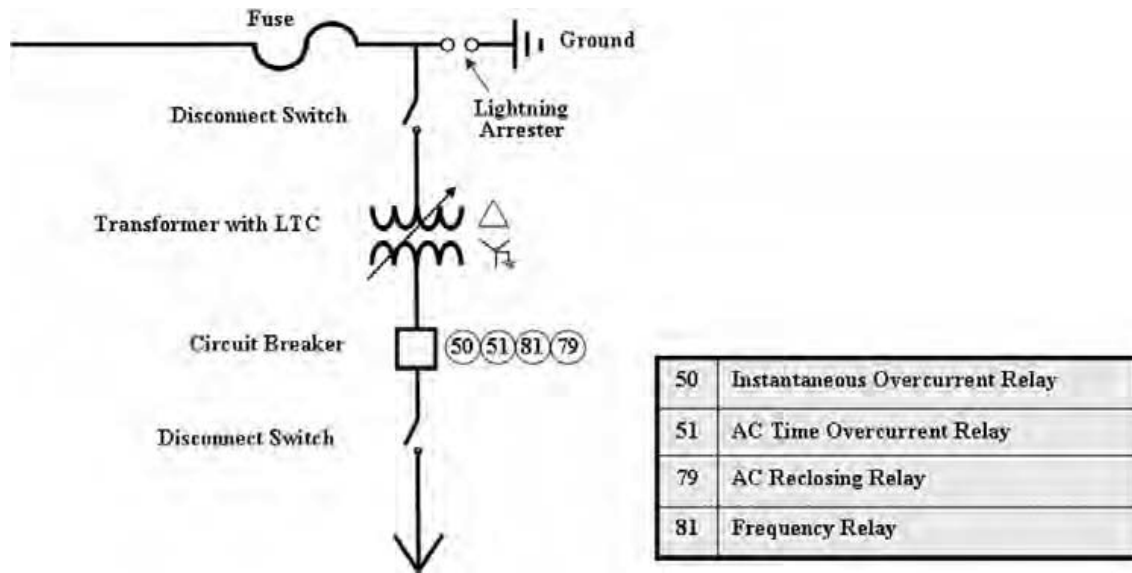 Fuse
Ground
Disconnect Switch
Lightning
Arrester
Transformer with LTC
Circuit Breaker
50 51 81 79
Disconnect Switch
50 Instantaneous Overcurrent Relay
51 AC Time Overcurrent Relay
79 AC Reclosing Relay
81 Frequency Relay